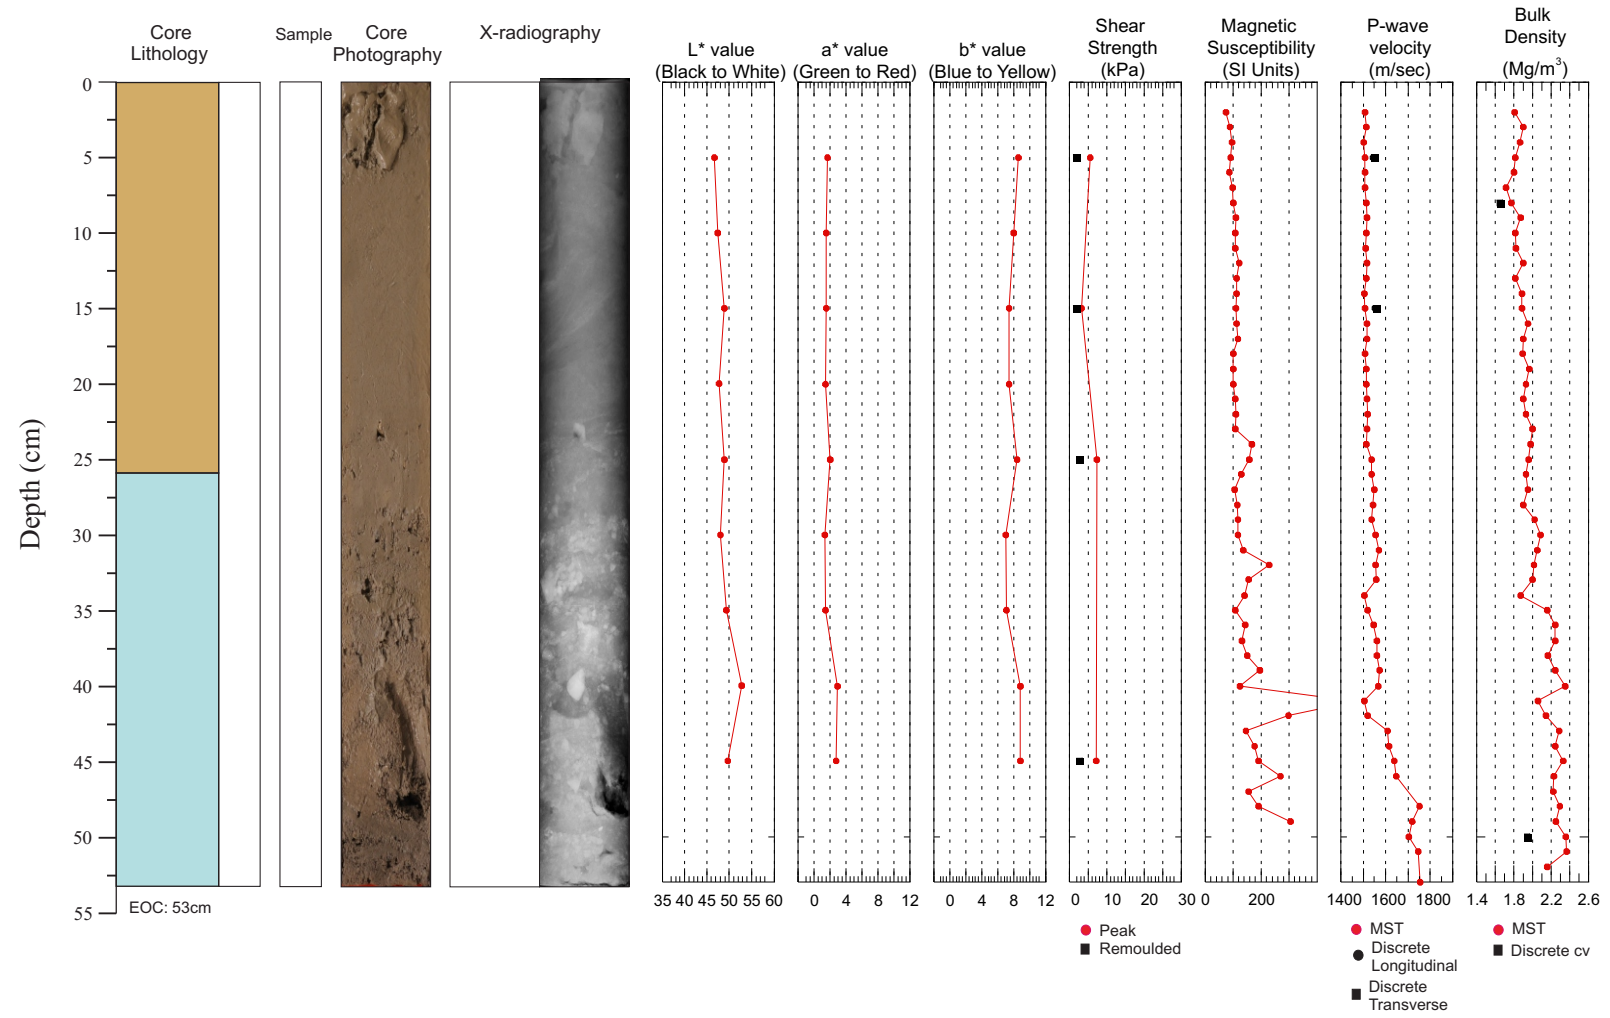 Core
Lithology
Sample
Core
Photography
X-radiography
L* value
(Black to White)
a* value
(Green to Red)
b* value
(Blue to Yellow)
Shear
Strength
(kPa)
Magnetic
Susceptibility
(SI Units)
P-wave
velocity
(m/sec)
Bulk
Density
(Mg/m³)
Depth (cm)
0
5
10
15
20
25
30
35
40
45
50
55
EOC: 53cm
35 40 45 50 55 60
0 4 8 12
0 4 8 12
0 10 20 30
0 200
1400 1600 1800
1.4 1.8 2.2 2.6
Peak
Remoulded
MST
Discrete
Longitudinal
Discrete
Transverse
MST
Discrete cv